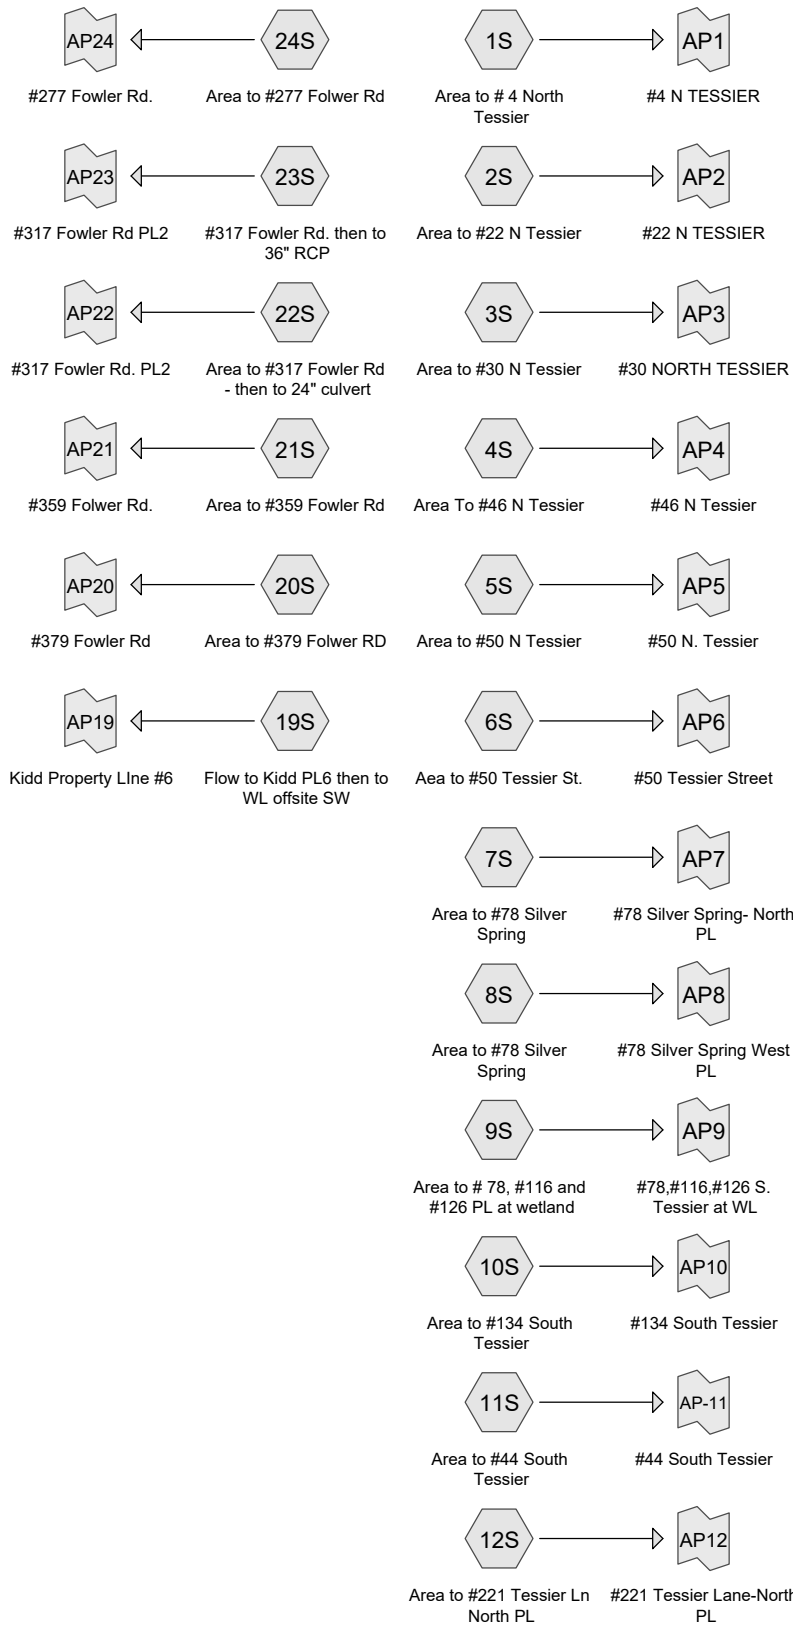 AP24
24S
1S
AP1
#277 Fowler Rd.
Area to #277 Folwer Rd
Area to # 4 North
Tessier
#4 N TESSIER
AP23
23S
2S
AP2
#317 Fowler Rd PL2
#317 Fowler Rd. then to
36" RCP
Area to #22 N Tessier
#22 N TESSIER
AP22
22S
3S
AP3
#317 Fowler Rd. PL2
Area to #317 Fowler Rd
- then to 24" culvert
Area to #30 N Tessier
#30 NORTH TESSIER
AP21
21S
4S
AP4
#359 Folwer Rd.
Area to #359 Fowler Rd
Area To #46 N Tessier
#46 N Tessier
AP20
20S
5S
AP5
#379 Fowler Rd
Area to #379 Folwer RD
Area to #50 N Tessier
#50 N. Tessier
AP19
19S
6S
AP6
Kidd Property LIne #6
Flow to Kidd PL6 then to
WL offsite SW
Aea to #50 Tessier St.
#50 Tessier Street
7S
AP7
Area to #78 Silver
Spring
#78 Silver Spring- North
PL
8S
AP8
Area to #78 Silver
Spring
#78 Silver Spring West
PL
9S
AP9
Area to # 78, #116 and
#126 PL at wetland
#78,#116,#126 S.
Tessier at WL
10S
AP10
Area to #134 South
Tessier
#134 South Tessier
11S
AP-11
Area to #44 South
Tessier
#44 South Tessier
12S
AP12
Area to #221 Tessier Ln
North PL
#221 Tessier Lane-North
PL